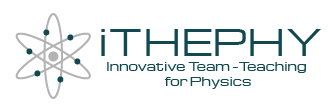 iTHEPHY
Innovative Team-Teaching
for Physics